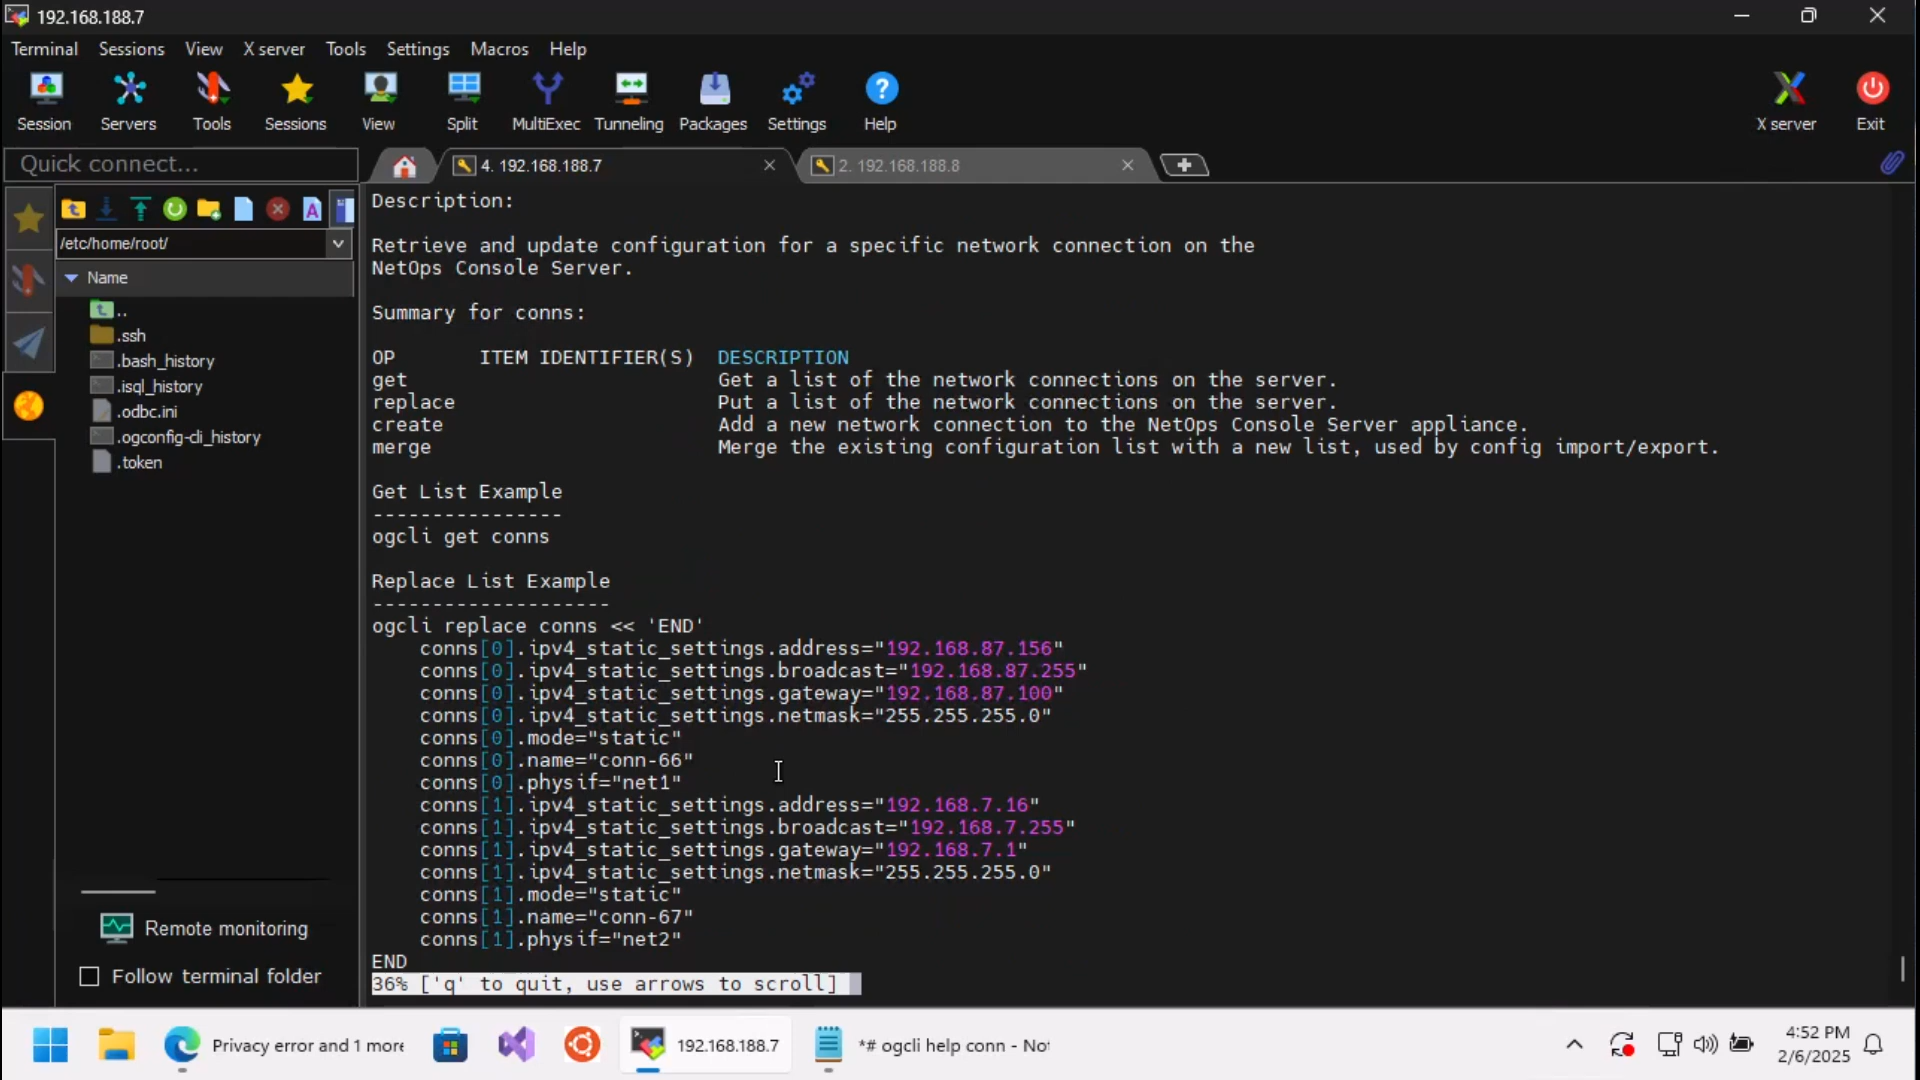 192.168.188.7
Terminal Sessions View X server Tools Settings Macros Help
Session Servers Tools Sessions View Split MultiExec Tunneling Packages Settings Help X server Exit
Quick connect...
4. 192.168.188.7
2. 192.168.188.8
/etc/home/root/
Name
..
.ssh
.bash_history
.isql_history
.odbc.ini
.ogconfig-cli_history
.token
Remote monitoring
Follow terminal folder
Description:
Retrieve and update configuration for a specific network connection on the
NetOps Console Server.
Summary for conns:
OP ITEM IDENTIFIER(S) DESCRIPTION
get Get a list of the network connections on the server.
replace Put a list of the network connections on the server.
create Add a new network connection to the NetOps Console Server appliance.
merge Merge the existing configuration list with a new list, used by config import/export.
Get List Example
----------------
ogcli get conns
Replace List Example
--------------------
ogcli replace conns << 'END'
conns[0].ipv4_static_settings.address="192.168.87.156"
conns[0].ipv4_static_settings.broadcast="192.168.87.255"
conns[0].ipv4_static_settings.gateway="192.168.87.100"
conns[0].ipv4_static_settings.netmask="255.255.255.0"
conns[0].mode="static"
conns[0].name="conn-66"
conns[0].physif="net1"
conns[1].ipv4_static_settings.address="192.168.7.16"
conns[1].ipv4_static_settings.broadcast="192.168.7.255"
conns[1].ipv4_static_settings.gateway="192.168.7.1"
conns[1].ipv4_static_settings.netmask="255.255.255.0"
conns[1].mode="static"
conns[1].name="conn-67"
conns[1].physif="net2"
END
36% ['q' to quit, use arrows to scroll]
Privacy error and 1 more
192.168.188.7
*# ogcli help conn - Not
4:52 PM
2/6/2025